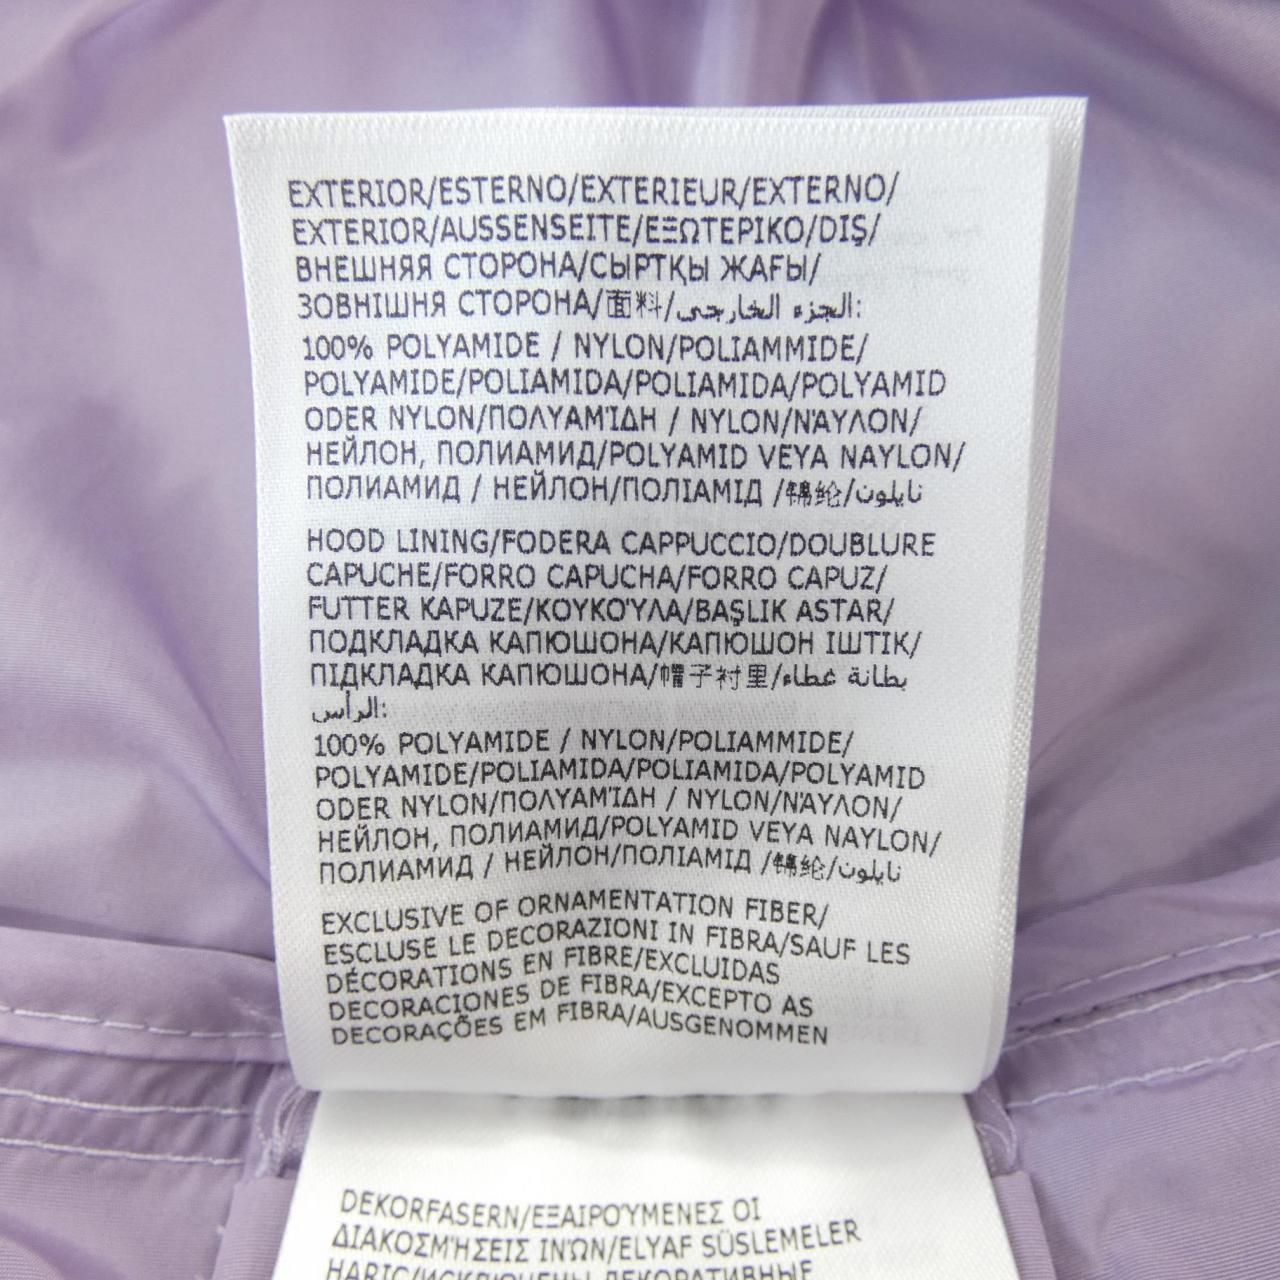 EXTERIOR/ESTERNO/EXTERIEUR/EXTERNO/
EXTERIOR/AUSSENSEITE/ΕΞΩΤΕΡΙΚΟ/DIŞ/
ВНЕШНЯЯ СТОРОНА/СЫРТҚЫ ЖАҒЫ/
ЗОВНІШНЯ СТОРОНА/面料/الجزء الخارجي:
100% POLYAMIDE / NYLON/POLIAMMIDE/
POLYAMIDE/POLIAMIDA/POLIAMIDA/POLYAMID
ODER NYLON/ΠΟΛΥΑΜΊΔΗ / NYLON/ΝΆΥΛΟΝ/
НЕЙЛОН, ПОЛИАМИД/POLYAMID VEYA NAYLON/
ПОЛИАМИД / НЕЙЛОН/ПОЛІАМІД /锦纶/نايلون
HOOD LINING/FODERA CAPPUCCIO/DOUBLURE
CAPUCHE/FORRO CAPUCHA/FORRO CAPUZ/
FUTTER KAPUZE/ΚΟΥΚΟΎΛΑ/BAŞLIK ASTAR/
ПОДКЛАДКА КАПЮШОНА/КАПЮШОН ІШТІК/
ПІДКЛАДКА КАПЮШОНА/帽子衬里/بطانة غطاء
الرأس:
100% POLYAMIDE / NYLON/POLIAMMIDE/
POLYAMIDE/POLIAMIDA/POLIAMIDA/POLYAMID
ODER NYLON/ΠΟΛΥΑΜΊΔΗ / NYLON/ΝΆΥΛΟΝ/
НЕЙЛОН, ПОЛИАМИД/POLYAMID VEYA NAYLON/
ПОЛИАМИД / НЕЙЛОН/ПОЛІАМІД /锦纶/نايلون
EXCLUSIVE OF ORNAMENTATION FIBER/
ESCLUSE LE DECORAZIONI IN FIBRA/SAUF LES
DÉCORATIONS EN FIBRE/EXCLUIDAS
DECORACIONES DE FIBRA/EXCEPTO AS
DECORAÇÕES EM FIBRA/AUSGENOMMEN
DEKORFASERN/ΕΞΑΙΡΟΎΜΕΝΕΣ ΟΙ
ΔΙΑΚΟΣΜΉΣΕΙΣ ΙΝΏΝ/ELYAF SÜSLEMELER
HARIÇ/ИСКЛЮЧЕНЫ ДЕКОРАТИВНЫЕ